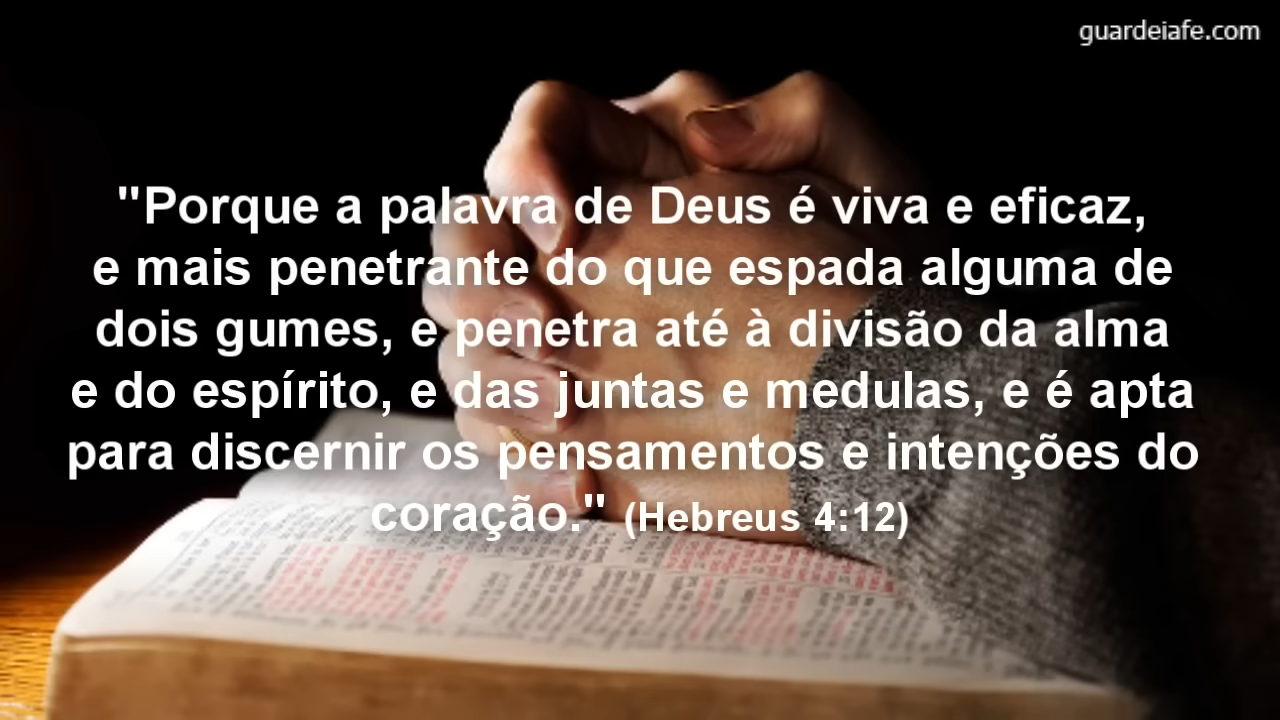 guardeiafe.com
"Porque a palavra de Deus é viva e eficaz,
e mais penetrante do que espada alguma de
dois gumes, e penetra até à divisão da alma
e do espírito, e das juntas e medulas, e é apta
para discernir os pensamentos e intenções do
coração." (Hebreus 4:12)